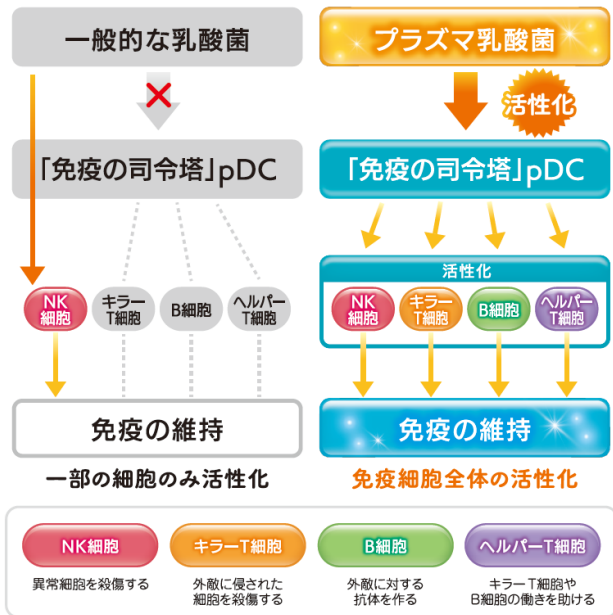 一般的な乳酸菌
「免疫の司令塔」pDC
NK
細胞
キラー
T細胞
B細胞
ヘルパー
T細胞
免疫の維持
一部の細胞のみ活性化
プラズマ乳酸菌
活性化
「免疫の司令塔」pDC
活性化
NK
細胞
キラー
T細胞
B細胞
ヘルパー
T細胞
免疫の維持
免疫細胞全体の活性化
NK細胞
異常細胞を殺傷する
キラーT細胞
外敵に侵された
細胞を殺傷する
B細胞
外敵に対する
抗体を作る
ヘルパーT細胞
キラーT細胞や
B細胞の働きを助ける